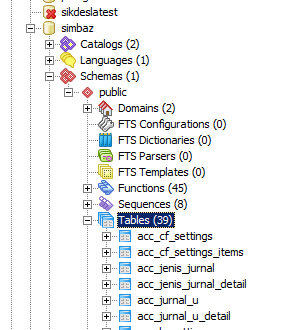 sikdeslatest
simbaz
Catalogs (2)
Languages (1)
Schemas (1)
public
Domains (2)
FTS Configurations (0)
FTS Dictionaries (0)
FTS Parsers (0)
FTS Templates (0)
Functions (45)
Sequences (8)
Tables (39)
acc_cf_settings
acc_cf_settings_items
acc_jenis_jurnal
acc_jenis_jurnal_detail
acc_jurnal_u
acc_jurnal_u_detail